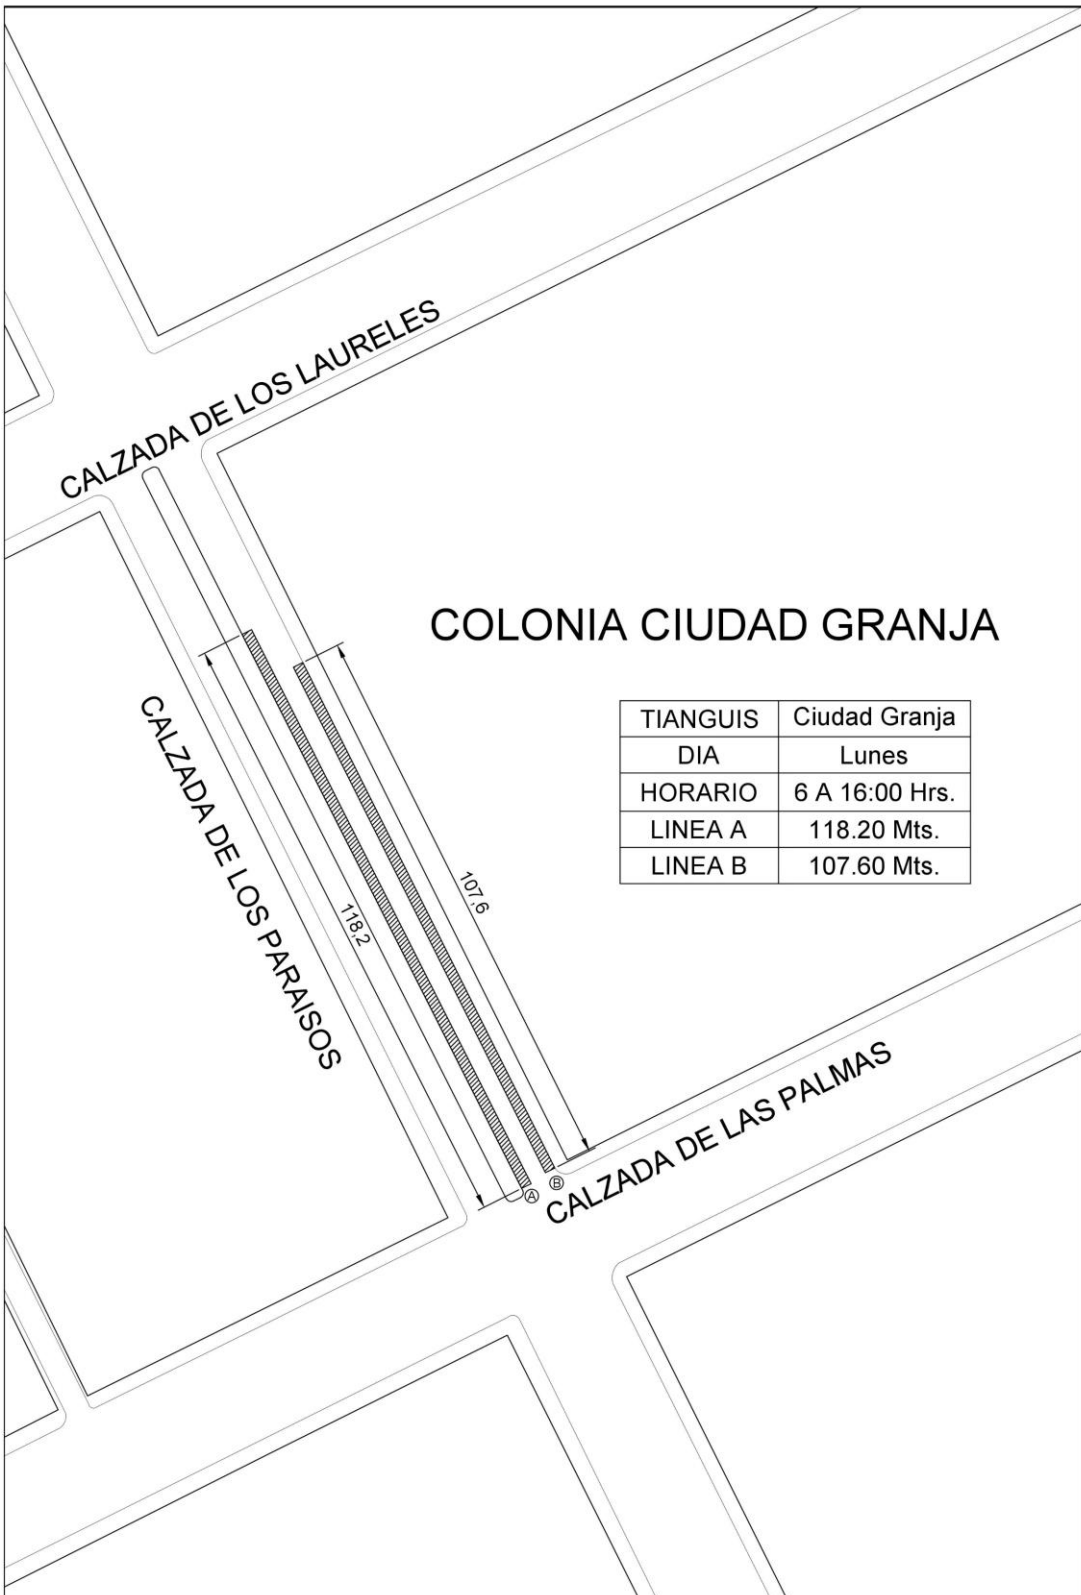 CALZADA DE LOS LAURELES
COLONIA CIUDAD GRANJA
TIANGUIS Ciudad Granja
DIA Lunes
HORARIO 6 A 16:00 Hrs.
LINEA A 118.20 Mts.
LINEA B 107.60 Mts.
CALZADA DE LOS PARAISOS
118,2
107,6
A
B
CALZADA DE LAS PALMAS